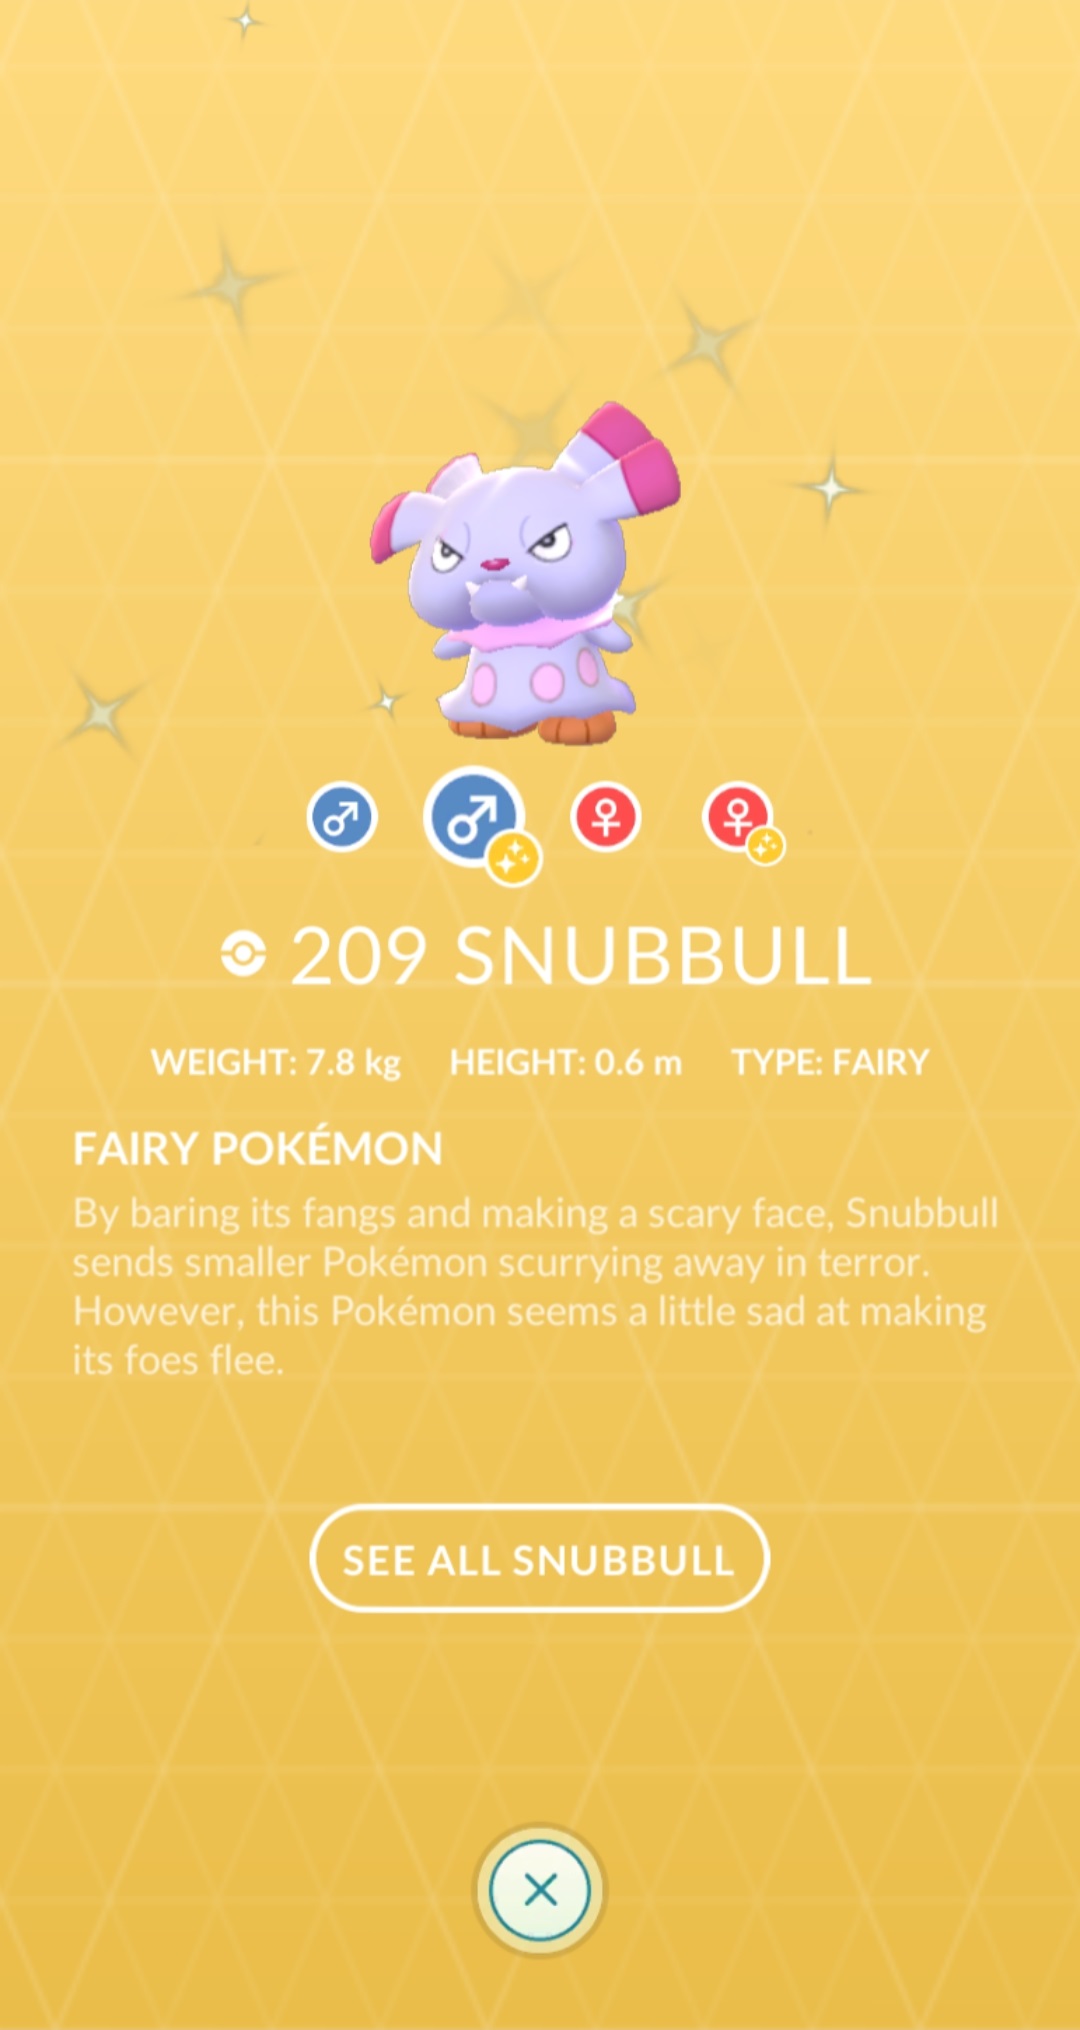 209 SNUBBULL
WEIGHT: 7.8 kg HEIGHT: 0.6 m TYPE: FAIRY
FAIRY POKÉMON
By baring its fangs and making a scary face, Snubbull
sends smaller Pokémon scurrying away in terror.
However, this Pokémon seems a little sad at making
its foes flee.
SEE ALL SNUBBULL